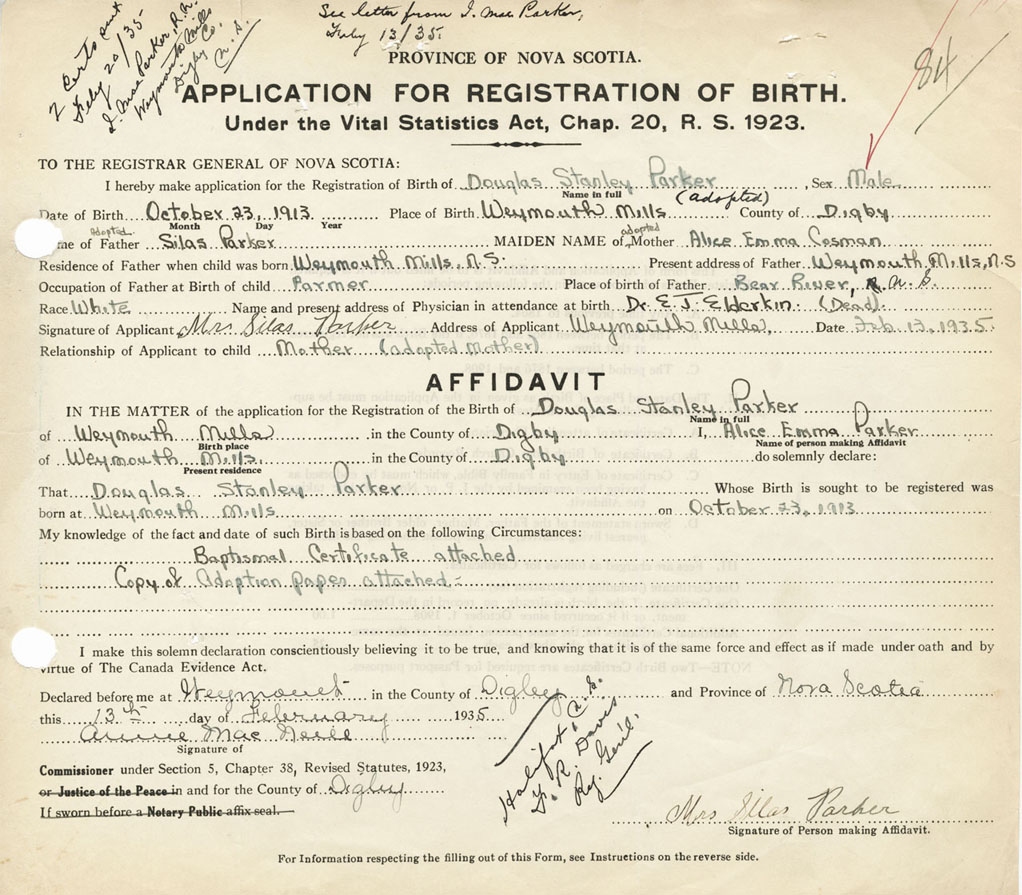 See letter from I. Mae Parker,
Feby 13/35.
2 Certs sent
Feby 20/35
I. Mae Parker, R.N.
Weymouth Mills
Digby Co.
N.S.
84
PROVINCE OF NOVA SCOTIA.
APPLICATION FOR REGISTRATION OF BIRTH.
Under the Vital Statistics Act, Chap. 20, R. S. 1923.
TO THE REGISTRAR GENERAL OF NOVA SCOTIA:
I hereby make application for the Registration of Birth of Douglas Stanley Parker, Sex Male.
Name in full (adopted)
Date of Birth October 23, 1913. Place of Birth Weymouth Mills County of Digby
Month Day Year
adopted adopted
me of Father Silas Parker MAIDEN NAME of Mother Alice Emma Cosman
Residence of Father when child was born Weymouth Mills, N.S. Present address of Father Weymouth, Mills, N.S
Occupation of Father at Birth of child Farmer Place of birth of Father Bear River, N.S.
Race White Name and present address of Physician in attendance at birth Dr. E. J. Elderkin. (Dead)
Signature of Applicant Mrs Silas Parker Address of Applicant Weymouth Mills, Date Feb 13, 1935.
Relationship of Applicant to child Mother (adopted Mother)
AFFIDAVIT
IN THE MATTER of the application for the Registration of the Birth of Douglas Stanley Parker
Name in full
of Weymouth Mills in the County of Digby I, Alice Emma Parker
Birth place Name of person making Affidavit
of Weymouth Mills. in the County of Digby do solemnly declare:
Present residence
That Douglas Stanley Parker Whose Birth is sought to be registered was
born at Weymouth Mills on October 23, 1913
My knowledge of the fact and date of such Birth is based on the following Circumstances:
Baptismal Certificate attached
Copy of Adoption paper attached -
I make this solemn declaration conscientiously believing it to be true, and knowing that it is of the same force and effect as if made under oath and by
virtue of The Canada Evidence Act.
Declared before me at Weymouth in the County of Digby and Province of Nova Scotia
this 13th day of February 1935
Annie Mae Neile
Signature of
Commissioner under Section 5, Chapter 38, Revised Statutes, 1923,
or Justice of the Peace in and for the County of Digby
If sworn before a Notary Public affix seal.
Halifax N.S.
F. R. Davis
Reg. Gen'l.
Mrs Silas Parker
Signature of Person making Affidavit.
For Information respecting the filling out of this Form, see Instructions on the reverse side.